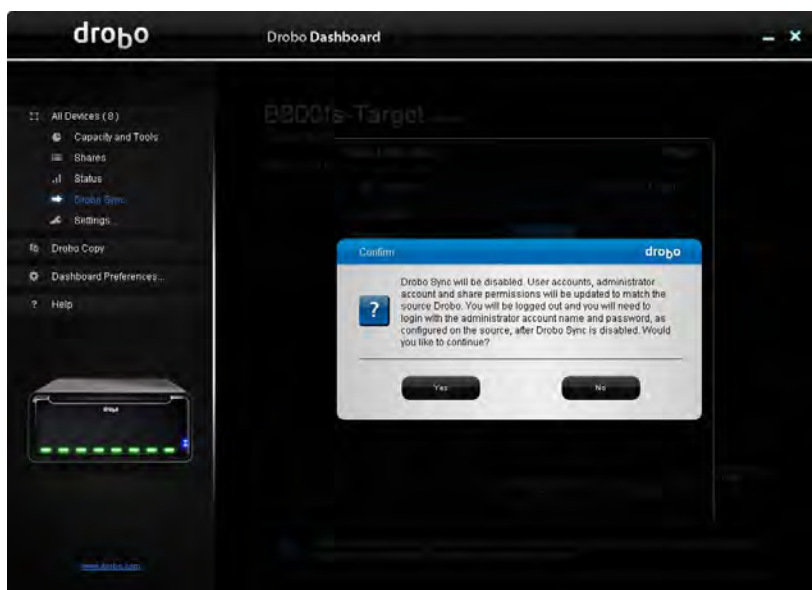 drobo
Drobo Dashboard
All Devices (8)
Capacity and Tools
Shares
Status
Drobo Sync
Settings...
Drobo Copy
Dashboard Preferences...
? Help
B800fs-Target
Confirm
drobo
?
Drobo Sync will be disabled. User accounts, administrator
account and share permissions will be updated to match the
source Drobo. You will be logged out and you will need to
login with the administrator account name and password, as
configured on the source, after Drobo Sync is disabled. Would
you like to continue?
Yes
No
drobo
www.drobo.com